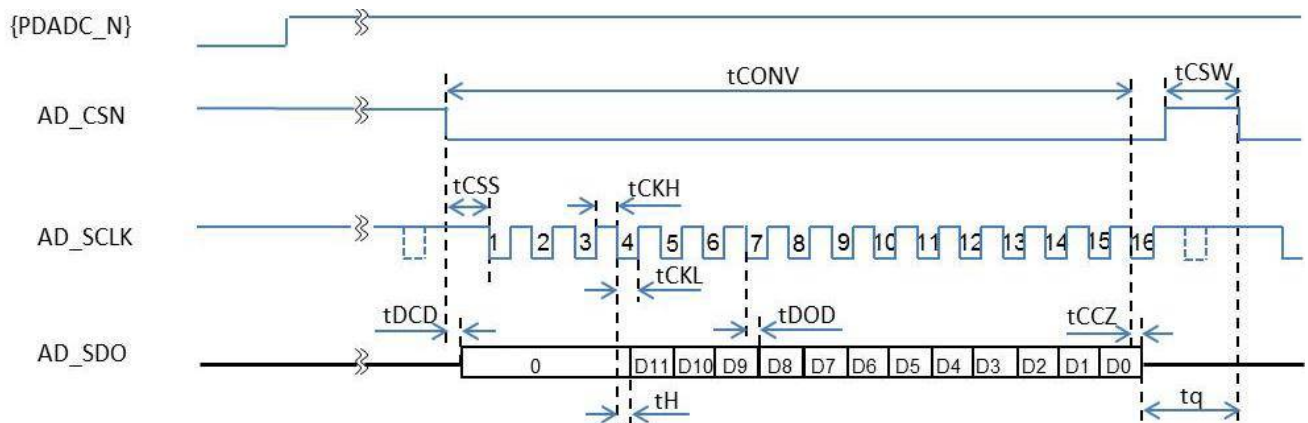 {PDADC_N}
tCONV
tCSW
AD_CSN
tCSS
tCKH
AD_SCLK
1 2 3 4 5 6 7 8 9 10 11 12 13 14 15 16
tCKL
tDCD
tDOD
tCCZ
AD_SDO
0 D11 D10 D9 D8 D7 D6 D5 D4 D3 D2 D1 D0
tH
tq